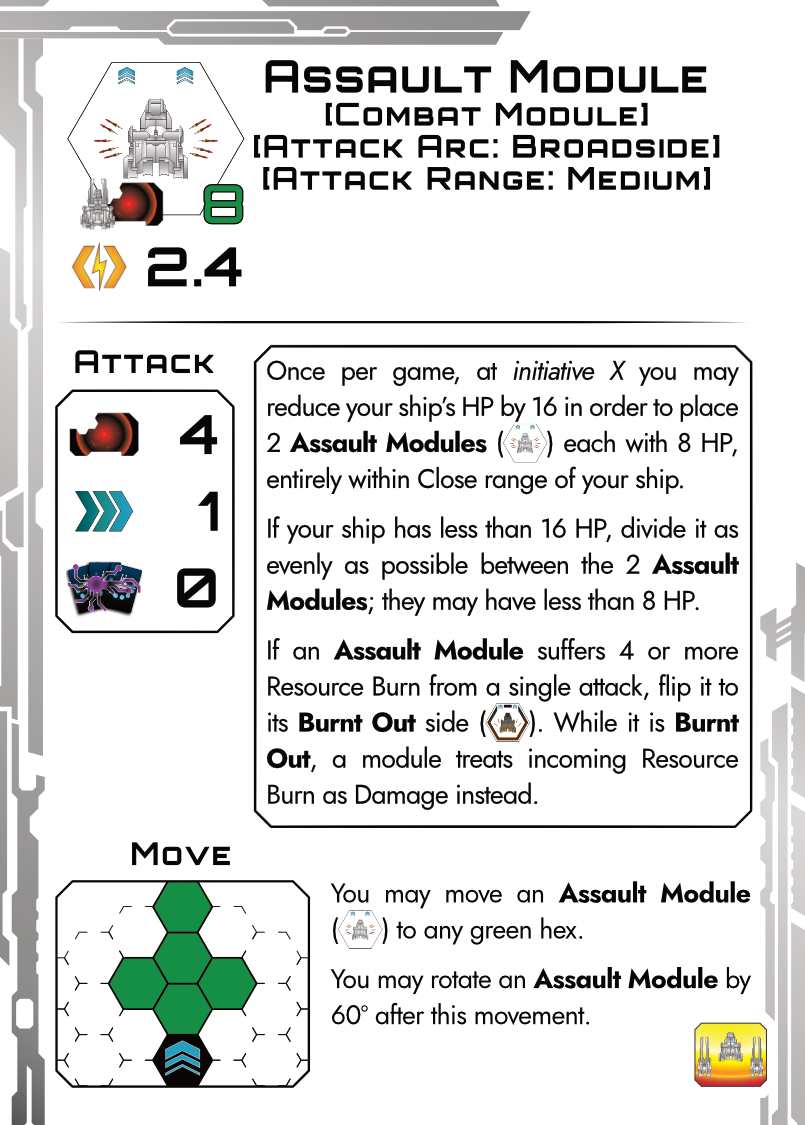 Assault Module
[Combat Module]
[Attack Arc: Broadside]
[Attack Range: Medium]
8
2.4
Attack
4
1
0
Once per game, at initiative X you may
reduce your ship's HP by 16 in order to place
2 Assault Modules ( ) each with 8 HP,
entirely within Close range of your ship.
If your ship has less than 16 HP, divide it as
evenly as possible between the 2 Assault
Modules; they may have less than 8 HP.
If an Assault Module suffers 4 or more
Resource Burn from a single attack, flip it to
its Burnt Out side ( ). While it is Burnt
Out, a module treats incoming Resource
Burn as Damage instead.
Move
You may move an Assault Module
( ) to any green hex.
You may rotate an Assault Module by
60° after this movement.